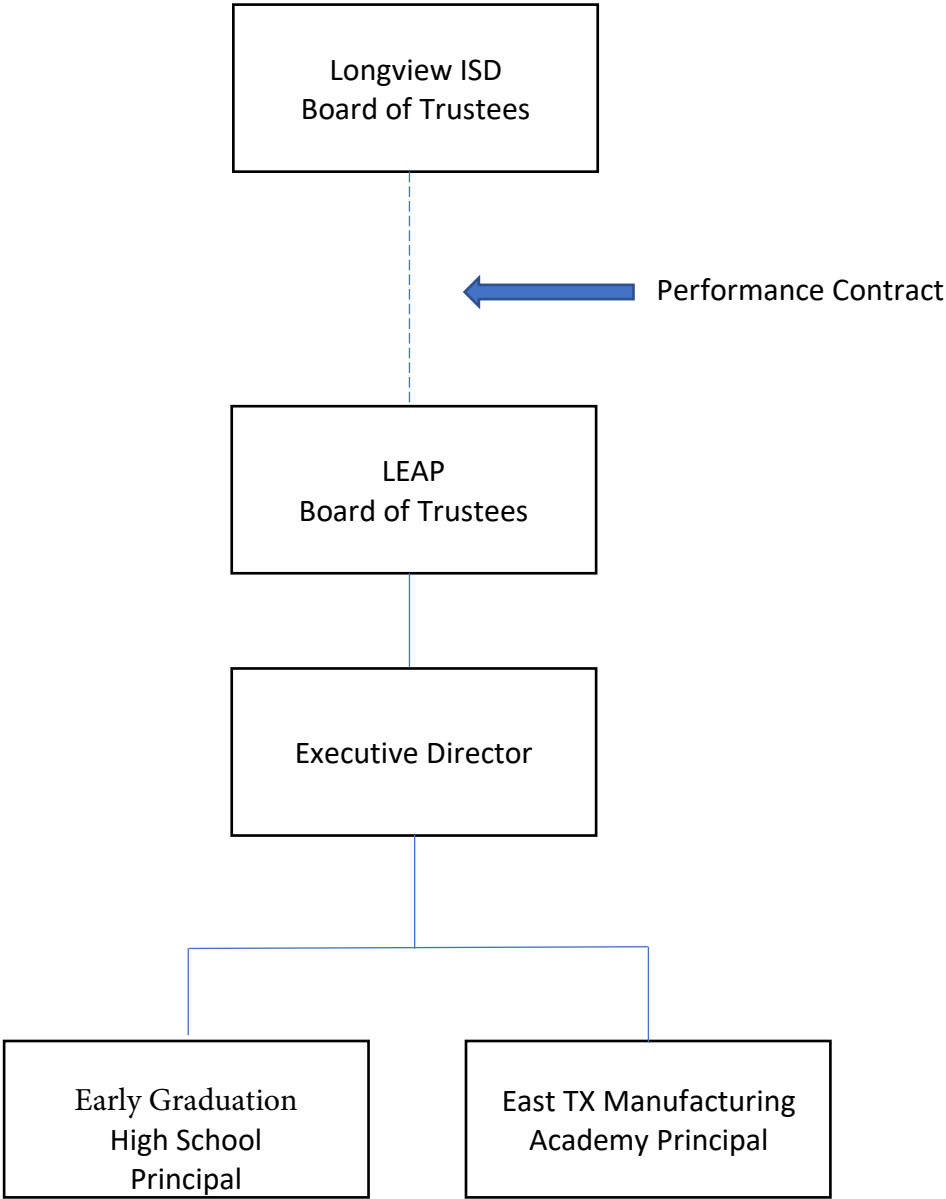 Longview ISD
Board of Trustees
Performance Contract
LEAP
Board of Trustees
Executive Director
Early Graduation
High School
Principal
East TX Manufacturing
Academy Principal